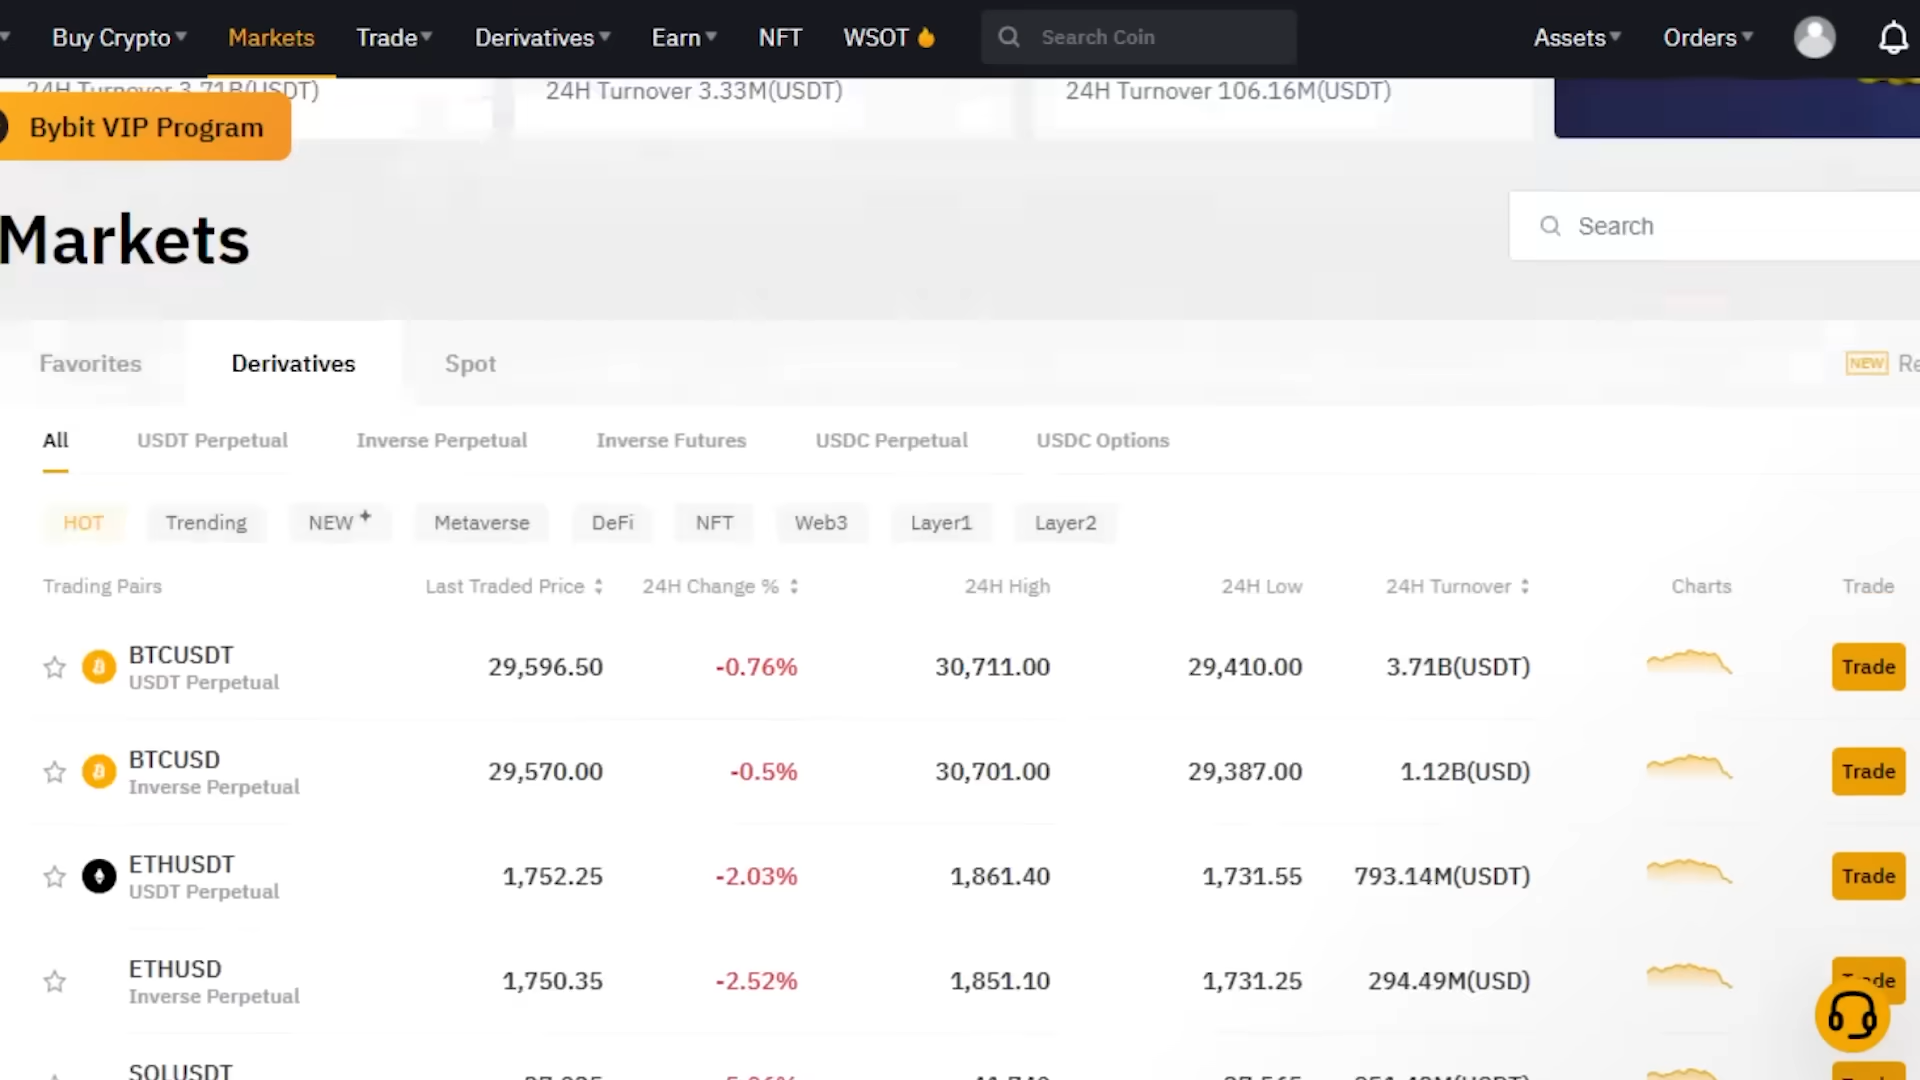 Buy Crypto Markets Trade Derivatives Earn NFT WSOT Search Coin Assets Orders
24H Turnover 3.71B(USDT) 24H Turnover 3.33M(USDT) 24H Turnover 106.16M(USDT)
Bybit VIP Program
Markets
Search
Favorites Derivatives Spot NEW
All USDT Perpetual Inverse Perpetual Inverse Futures USDC Perpetual USDC Options
HOT Trending NEW Metaverse DeFi NFT Web3 Layer1 Layer2
Trading Pairs Last Traded Price 24H Change % 24H High 24H Low 24H Turnover Charts Trade
BTCUSDT 29,596.50 -0.76% 30,711.00 29,410.00 3.71B(USDT) Trade
USDT Perpetual
BTCUSD 29,570.00 -0.5% 30,701.00 29,387.00 1.12B(USD) Trade
Inverse Perpetual
ETHUSDT 1,752.25 -2.03% 1,861.40 1,731.55 793.14M(USDT) Trade
USDT Perpetual
ETHUSD 1,750.35 -2.52% 1,851.10 1,731.25 294.49M(USD) Trade
Inverse Perpetual
SOLUSDT